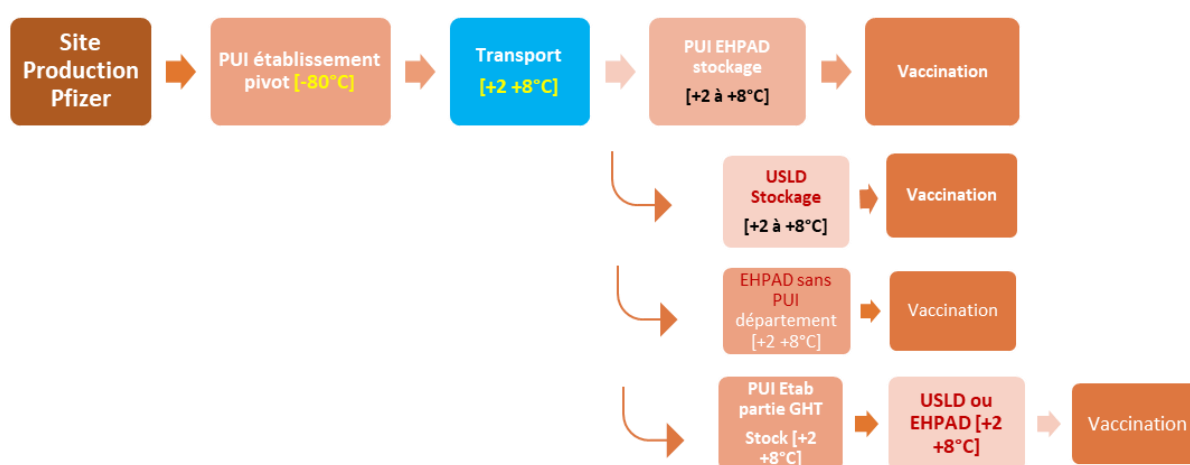 Site
Production
Pfizer
PUI établissement
pivot [-80°C]
Transport
[+2 +8°C]
PUI EHPAD
stockage
[+2 à +8°C]
Vaccination
USLD
Stockage
[+2 à +8°C]
Vaccination
EHPAD sans
PUI
département
[+2 +8°C]
Vaccination
PUI Etab
partie GHT
Stock [+2
+8°C]
USLD ou
EHPAD [+2
+8°C]
Vaccination